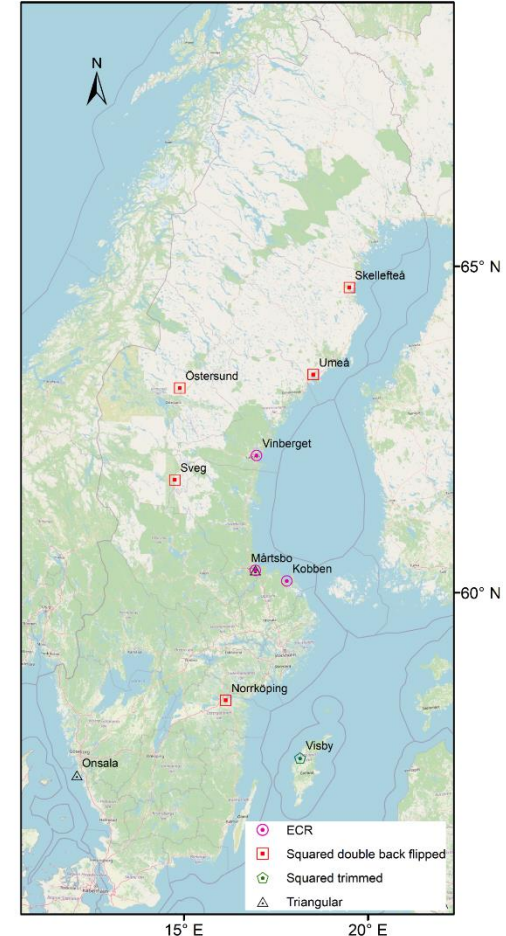 N
65° N
Skellefteå
Umeå
Östersund
Vinberget
Sveg
Mårtsbo
Kobben
60° N
Norrköping
Visby
Onsala
ECR
Squared double back flipped
Squared trimmed
Triangular
15° E
20° E